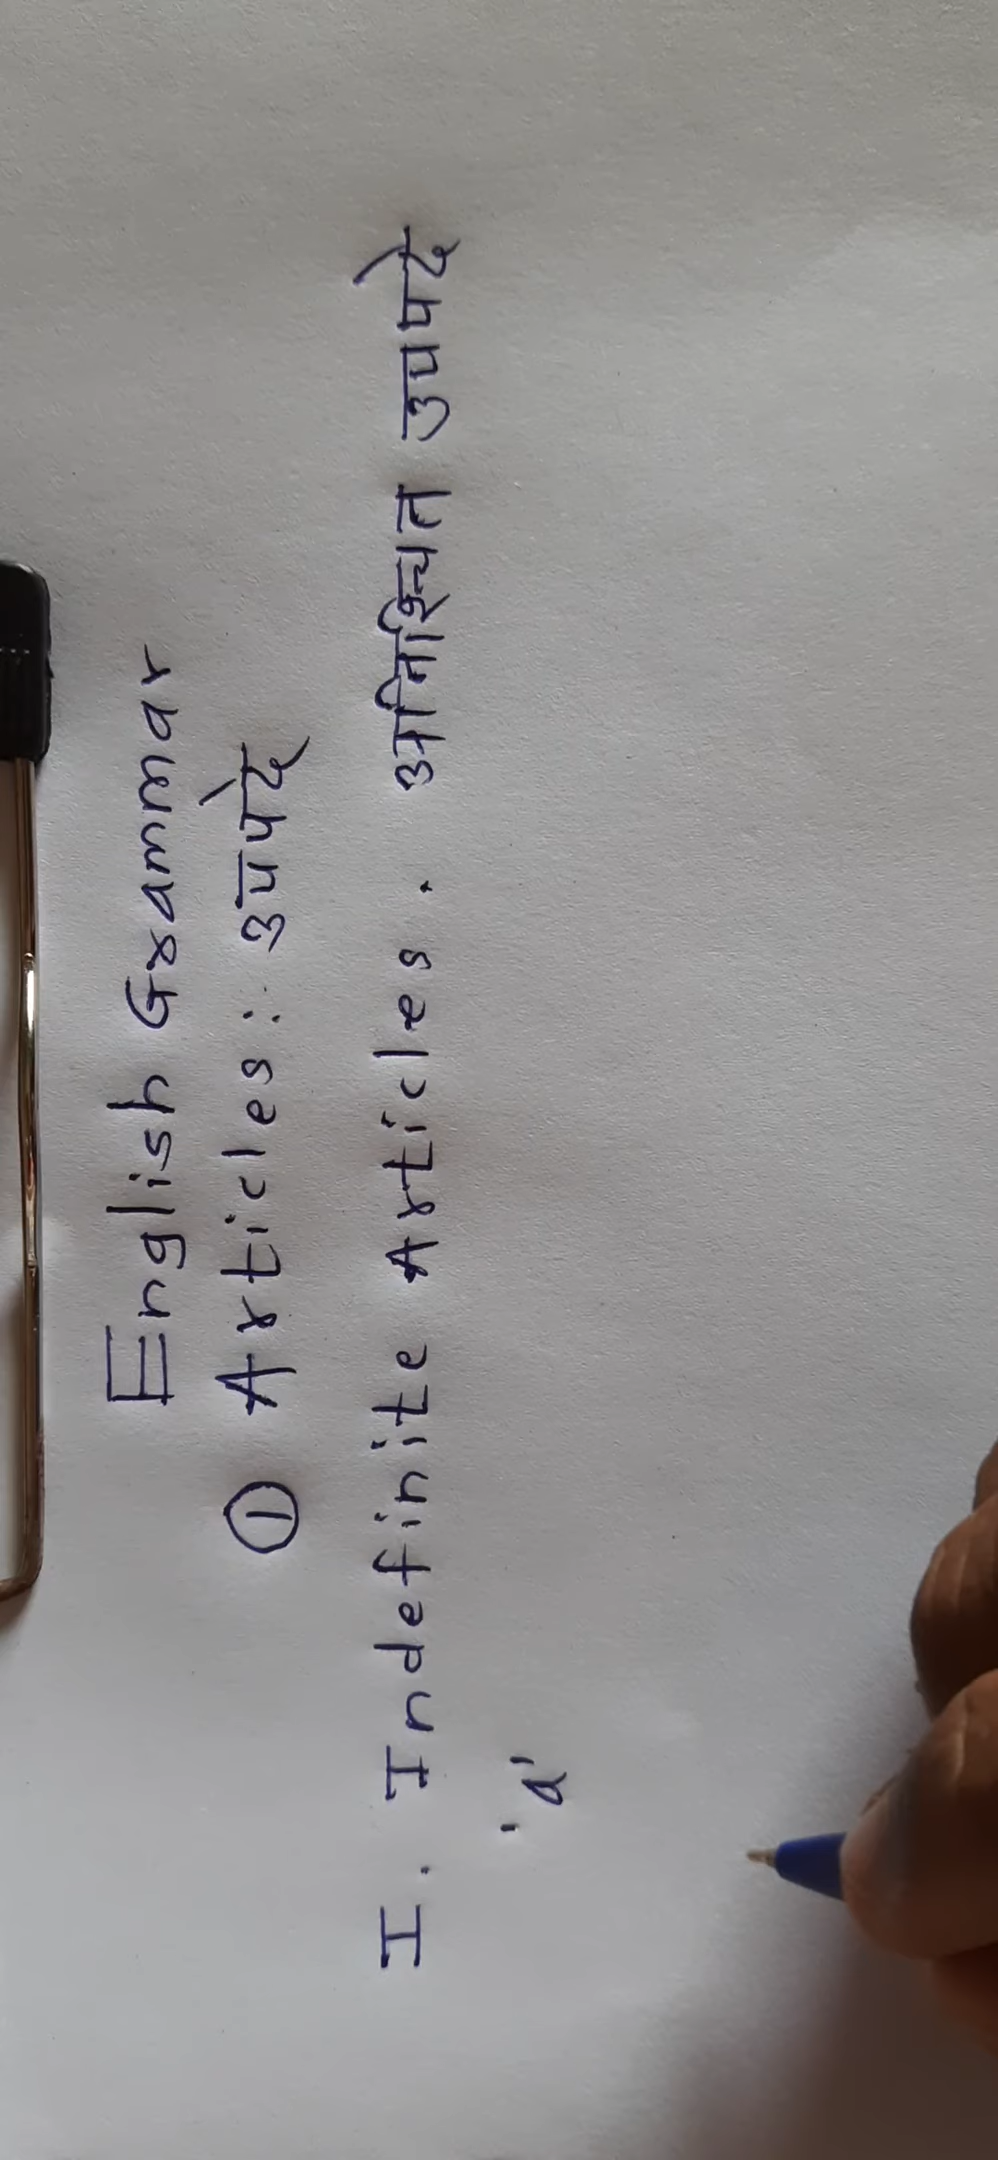 English Grammar
① Articles: उपपदे
I. Indefinite Articles. अनिश्चित उपपदे
'a'